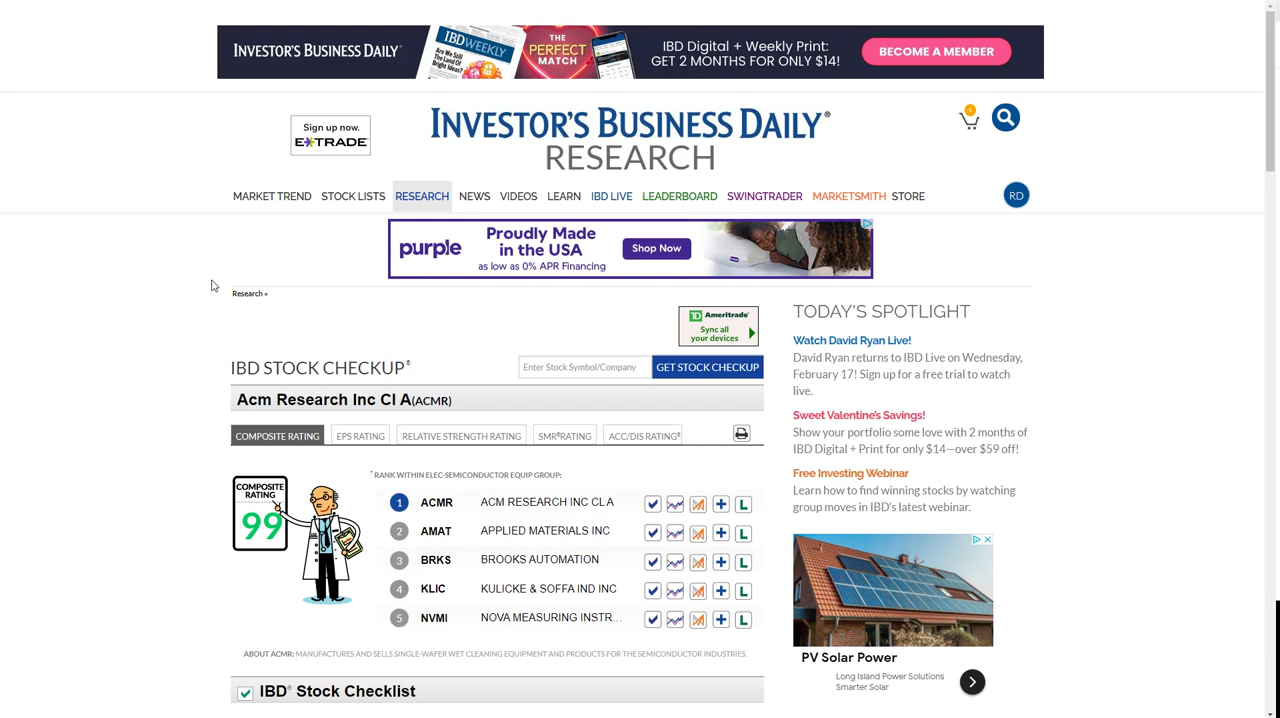 INVESTOR'S BUSINESS DAILY®
IBD WEEKLY
Are We Still
The Land Of
Bright Ideas?
THE
PERFECT
MATCH
IBD Digital + Weekly Print:
GET 2 MONTHS FOR ONLY $14!
BECOME A MEMBER
Sign up now.
E*TRADE
INVESTOR'S BUSINESS DAILY®
RESEARCH
1
MARKET TREND STOCK LISTS RESEARCH NEWS VIDEOS LEARN IBD LIVE LEADERBOARD SWINGTRADER MARKETSMITH STORE
RD
purple
Proudly Made
in the USA
as low as 0% APR Financing
Shop Now
Research »
TD Ameritrade
Sync all
your devices
IBD STOCK CHECKUP®
Enter Stock Symbol/Company
GET STOCK CHECKUP
Acm Research Inc Cl A(ACMR)
COMPOSITE RATING EPS RATING RELATIVE STRENGTH RATING SMR®RATING ACC/DIS RATING®
COMPOSITE
RATING
99
* RANK WITHIN ELEC-SEMICONDUCTOR EQUIP GROUP:
1 ACMR ACM RESEARCH INC CL A L
2 AMAT APPLIED MATERIALS INC L
3 BRKS BROOKS AUTOMATION L
4 KLIC KULICKE & SOFFA IND INC L
5 NVMI NOVA MEASURING INSTR... L
ABOUT ACMR: MANUFACTURES AND SELLS SINGLE-WAFER WET CLEANING EQUIPMENT AND PRODUCTS FOR THE SEMICONDUCTOR INDUSTRIES.
IBD® Stock Checklist
TODAY'S SPOTLIGHT
Watch David Ryan Live!
David Ryan returns to IBD Live on Wednesday,
February 17! Sign up for a free trial to watch
live.
Sweet Valentine's Savings!
Show your portfolio some love with 2 months of
IBD Digital + Print for only $14—over $59 off!
Free Investing Webinar
Learn how to find winning stocks by watching
group moves in IBD's latest webinar.
PV Solar Power
Long Island Power Solutions
Smarter Solar